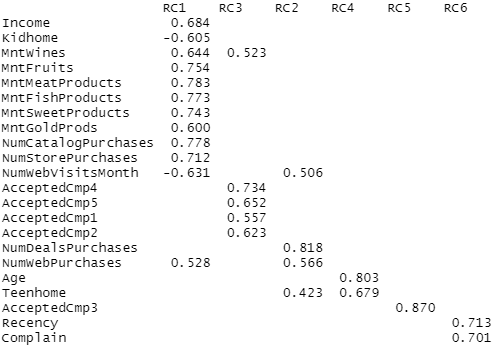 RC1 RC3 RC2 RC4 RC5 RC6
Income 0.684
Kidhome -0.605
MntWines 0.644 0.523
MntFruits 0.754
MntMeatProducts 0.783
MntFishProducts 0.773
MntSweetProducts 0.743
MntGoldProds 0.600
NumCatalogPurchases 0.778
NumStorePurchases 0.712
NumWebVisitsMonth -0.631 0.506
AcceptedCmp4 0.734
AcceptedCmp5 0.652
AcceptedCmp1 0.557
AcceptedCmp2 0.623
NumDealsPurchases 0.818
NumWebPurchases 0.528 0.566
Age 0.803
Teenhome 0.423 0.679
AcceptedCmp3 0.870
Recency 0.713
Complain 0.701